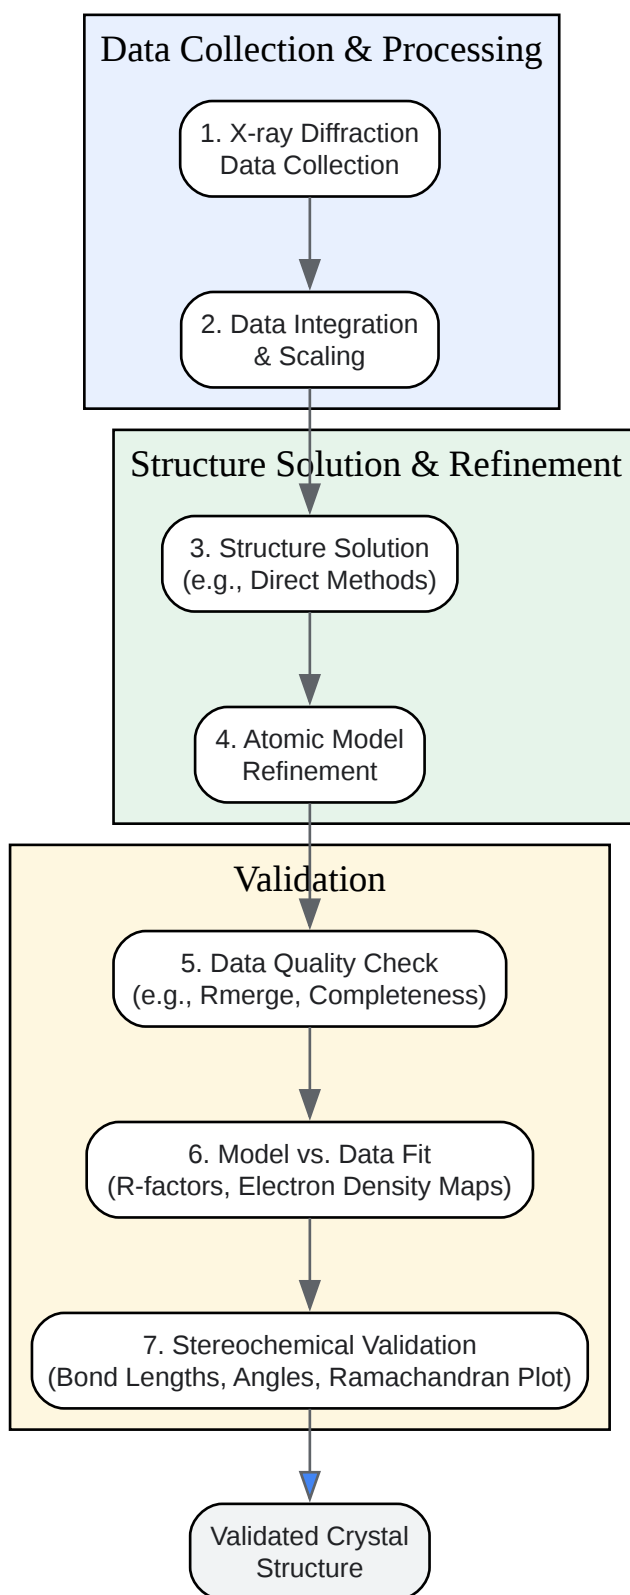 Data Collection & Processing
1. X-ray Diffraction
Data Collection
2. Data Integration
& Scaling
Structure Solution & Refinement
3. Structure Solution
(e.g., Direct Methods)
4. Atomic Model
Refinement
Validation
5. Data Quality Check
(e.g., Rmerge, Completeness)
6. Model vs. Data Fit
(R-factors, Electron Density Maps)
7. Stereochemical Validation
(Bond Lengths, Angles, Ramachandran Plot)
Validated Crystal
Structure